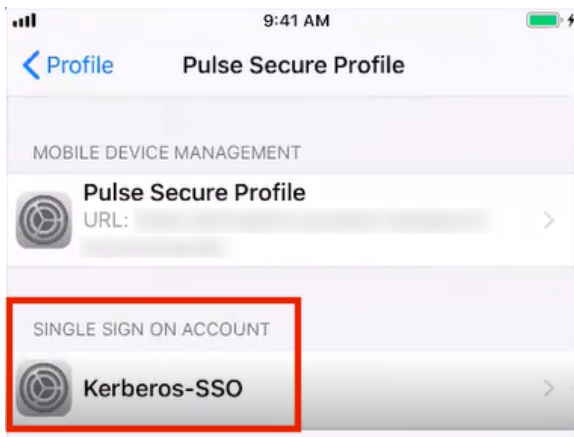 9:41 AM
Profile
Pulse Secure Profile
MOBILE DEVICE MANAGEMENT
Pulse Secure Profile
URL:
SINGLE SIGN ON ACCOUNT
Kerberos-SSO